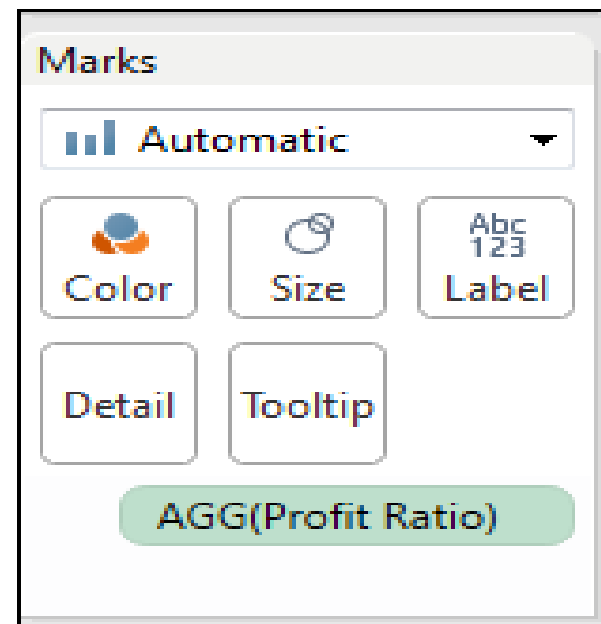 Marks
Automatic
Color
Size
Abc
123
Label
Detail
Tooltip
AGG(Profit Ratio)